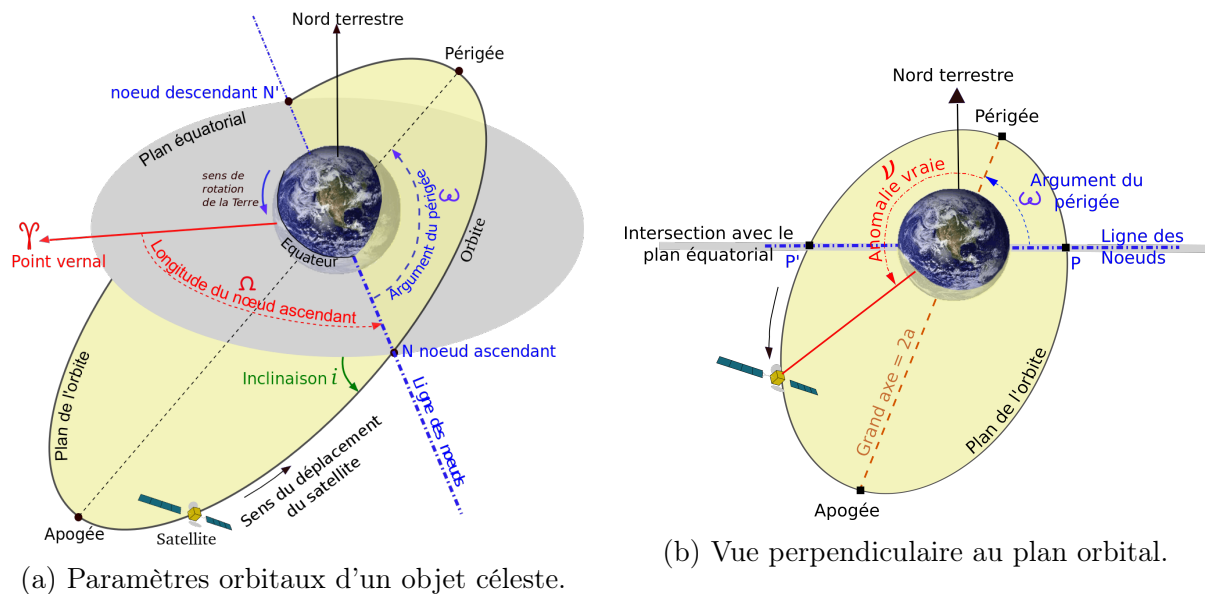 Nord terrestre
Périgée
noeud descendant N'
Plan équatorial
sens de
rotation
de la Terre
ω
Argument du périgée
Orbite
♈
Point vernal
Equateur
Ω
Longitude du nœud ascendant
N noeud ascendant
Inclinaison i
Ligne des nœuds
Plan de l'orbite
Sens du déplacement
du satellite
Apogée
Satellite
(a) Paramètres orbitaux d'un objet céleste.
Nord terrestre
Périgée
ν
Anomalie vraie
Argument du
périgée
ω
Intersection avec le
plan équatorial
P'
P
Ligne des
Noeuds
Grand axe = 2a
Plan de l'orbite
Apogée
(b) Vue perpendiculaire au plan orbital.